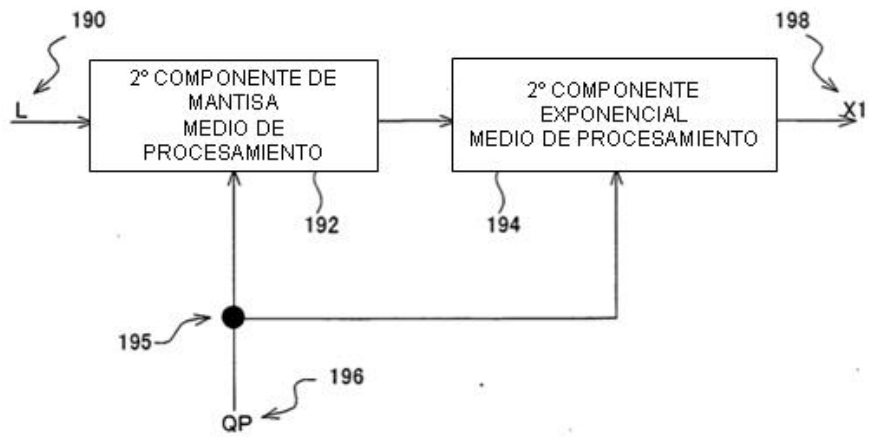 190
198
L
2º COMPONENTE DE
MANTISA
MEDIO DE
PROCESAMIENTO
2º COMPONENTE
EXPONENCIAL
MEDIO DE PROCESAMIENTO
X1
192
194
195
196
QP